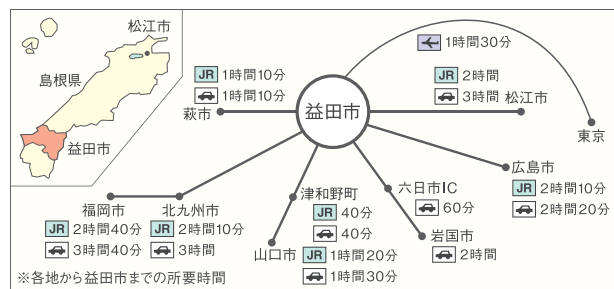 松江市
島根県
益田市
益田市
1時間30分
東京
JR 1時間10分
1時間10分
萩市
JR 2時間
3時間
松江市
広島市
JR 2時間10分
2時間20分
六日市IC
60分
岩国市
2時間
津和野町
JR 40分
40分
山口市
JR 1時間20分
1時間30分
北九州市
JR 2時間10分
3時間
福岡市
JR 2時間40分
3時間40分
※各地から益田市までの所要時間